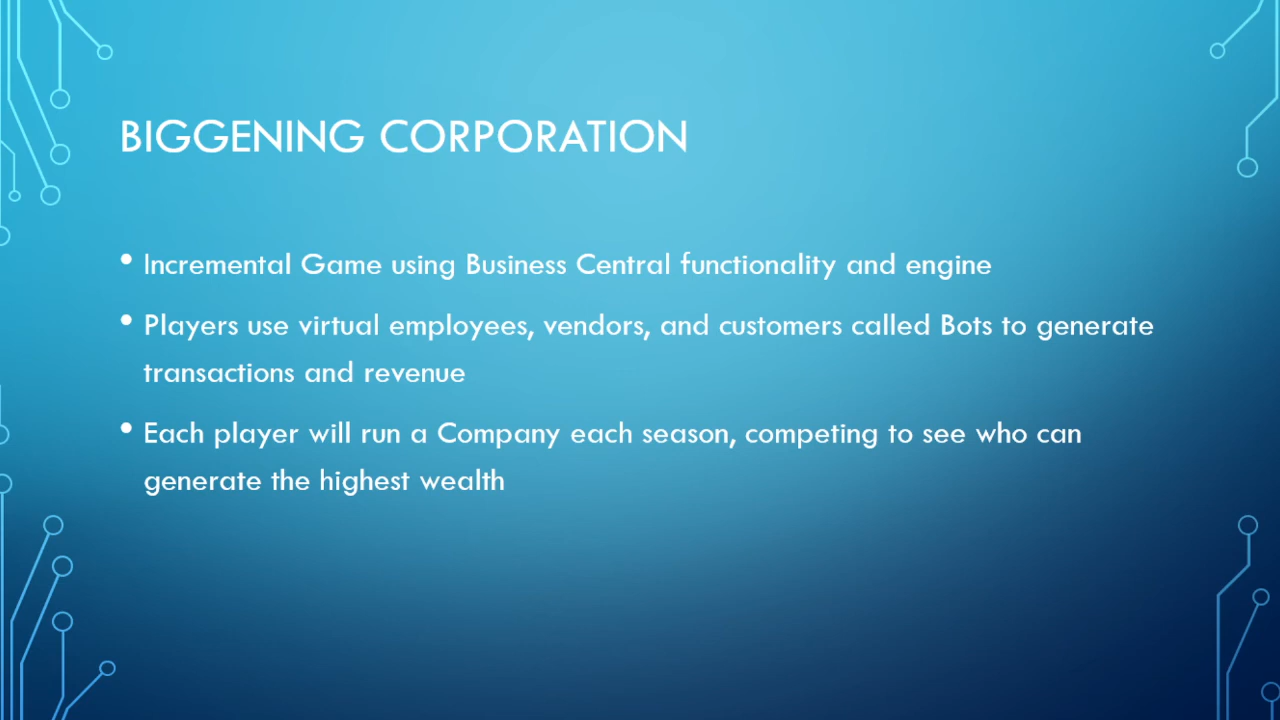 BIGGENING CORPORATION
• Incremental Game using Business Central functionality and engine
• Players use virtual employees, vendors, and customers called Bots to generate
transactions and revenue
• Each player will run a Company each season, competing to see who can
generate the highest wealth